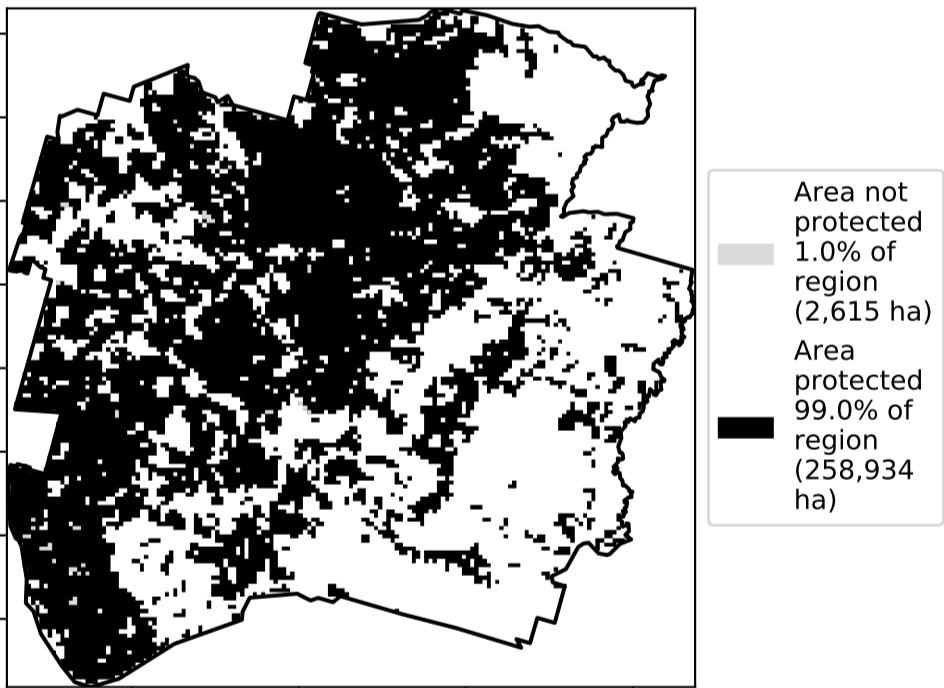 Area not
protected
1.0% of
region
(2,615 ha)
Area
protected
99.0% of
region
(258,934
ha)